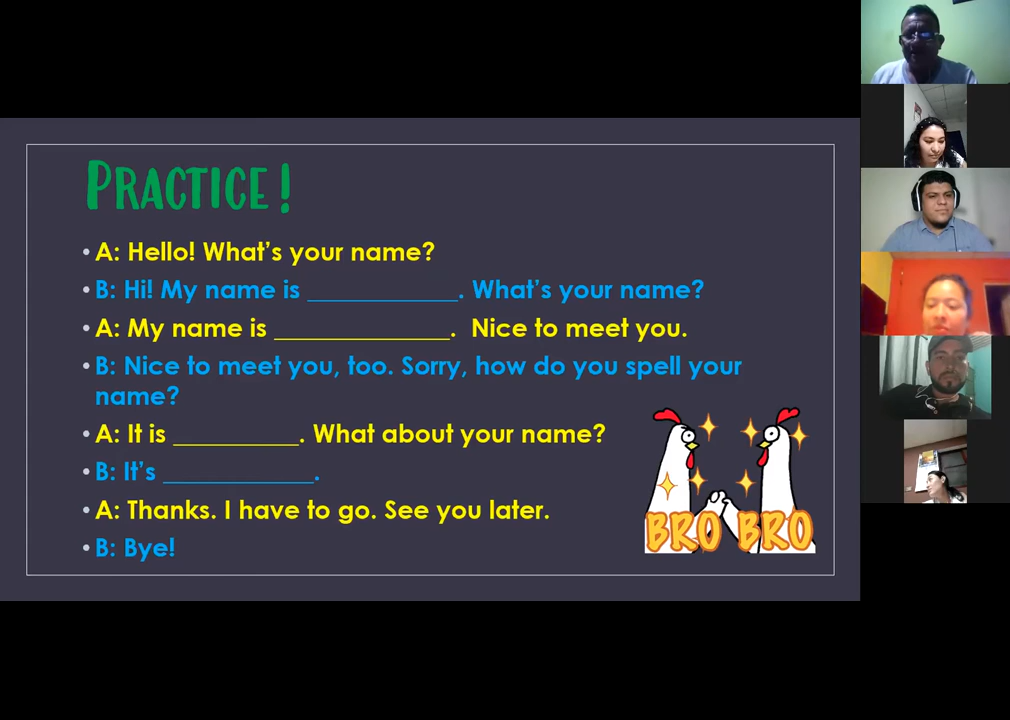 PRACTICE!
• A: Hello! What's your name?
• B: Hi! My name is ____________. What's your name?
• A: My name is ______________.  Nice to meet you.
• B: Nice to meet you, too. Sorry, how do you spell your
name?
• A: It is __________. What about your name?
• B: It's ____________.
• A: Thanks. I have to go. See you later.
• B: Bye!
BRO BRO